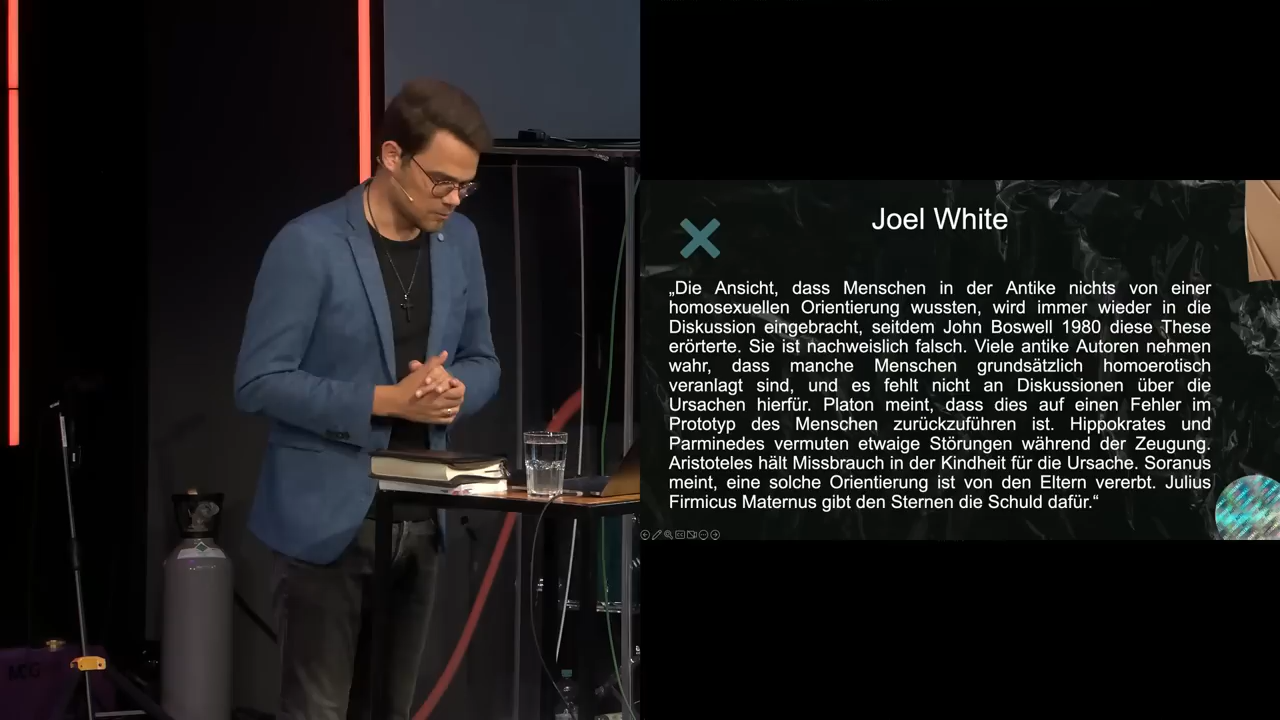 Joel White
„Die Ansicht, dass Menschen in der Antike nichts von einer
homosexuellen Orientierung wussten, wird immer wieder in die
Diskussion eingebracht, seitdem John Boswell 1980 diese These
erörterte. Sie ist nachweislich falsch. Viele antike Autoren nehmen
wahr, dass manche Menschen grundsätzlich homoerotisch
veranlagt sind, und es fehlt nicht an Diskussionen über die
Ursachen hierfür. Platon meint, dass dies auf einen Fehler im
Prototyp des Menschen zurückzuführen ist. Hippokrates und
Parminedes vermuten etwaige Störungen während der Zeugung.
Aristoteles hält Missbrauch in der Kindheit für die Ursache. Soranus
meint, eine solche Orientierung ist von den Eltern vererbt. Julius
Firmicus Maternus gibt den Sternen die Schuld dafür.“